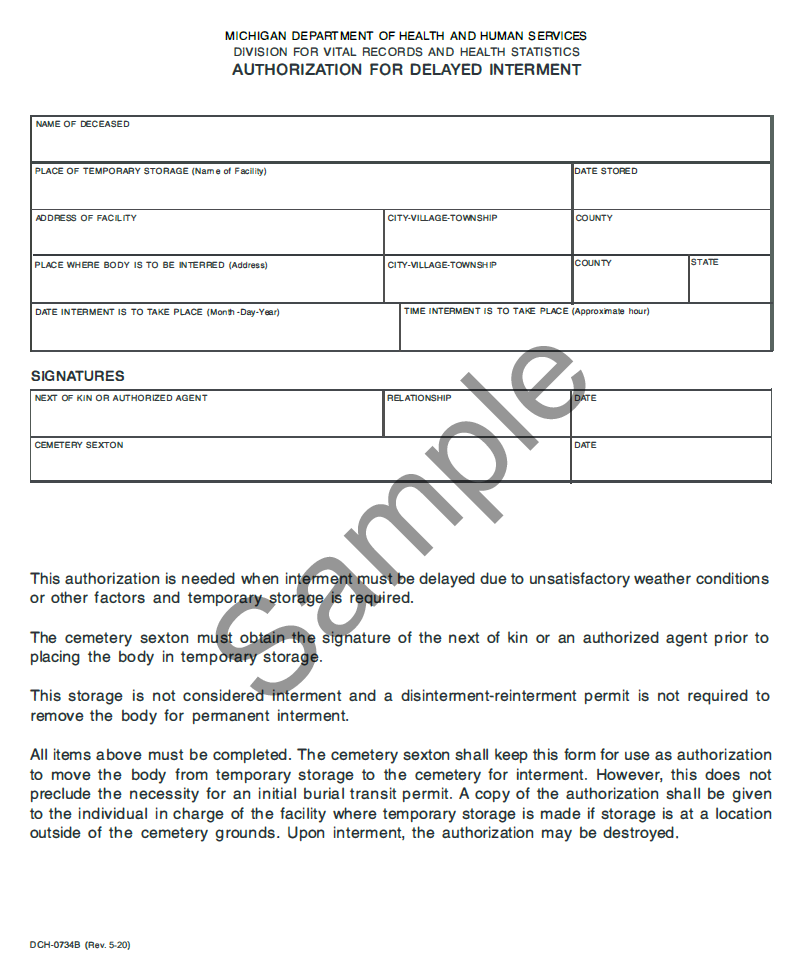 MICHIGAN DEPARTMENT OF HEALTH AND HUMAN SERVICES
DIVISION FOR VITAL RECORDS AND HEALTH STATISTICS
AUTHORIZATION FOR DELAYED INTERMENT
NAME OF DECEASED
PLACE OF TEMPORARY STORAGE (Name of Facility) DATE STORED
ADDRESS OF FACILITY CITY-VILLAGE-TOWNSHIP COUNTY
PLACE WHERE BODY IS TO BE INTERRED (Address) CITY-VILLAGE-TOWNSHIP COUNTY STATE
DATE INTERMENT IS TO TAKE PLACE (Month -Day-Year) TIME INTERMENT IS TO TAKE PLACE (Approximate hour)
SIGNATURES
NEXT OF KIN OR AUTHORIZED AGENT RELATIONSHIP DATE
CEMETERY SEXTON DATE
Sample
This authorization is needed when interment must be delayed due to unsatisfactory weather conditions
or other factors and temporary storage is required.
The cemetery sexton must obtain the signature of the next of kin or an authorized agent prior to
placing the body in temporary storage.
This storage is not considered interment and a disinterment-reinterment permit is not required to
remove the body for permanent interment.
All items above must be completed. The cemetery sexton shall keep this form for use as authorization
to move the body from temporary storage to the cemetery for interment. However, this does not
preclude the necessity for an initial burial transit permit. A copy of the authorization shall be given
to the individual in charge of the facility where temporary storage is made if storage is at a location
outside of the cemetery grounds. Upon interment, the authorization may be destroyed.
DCH-0734B (Rev. 5-20)